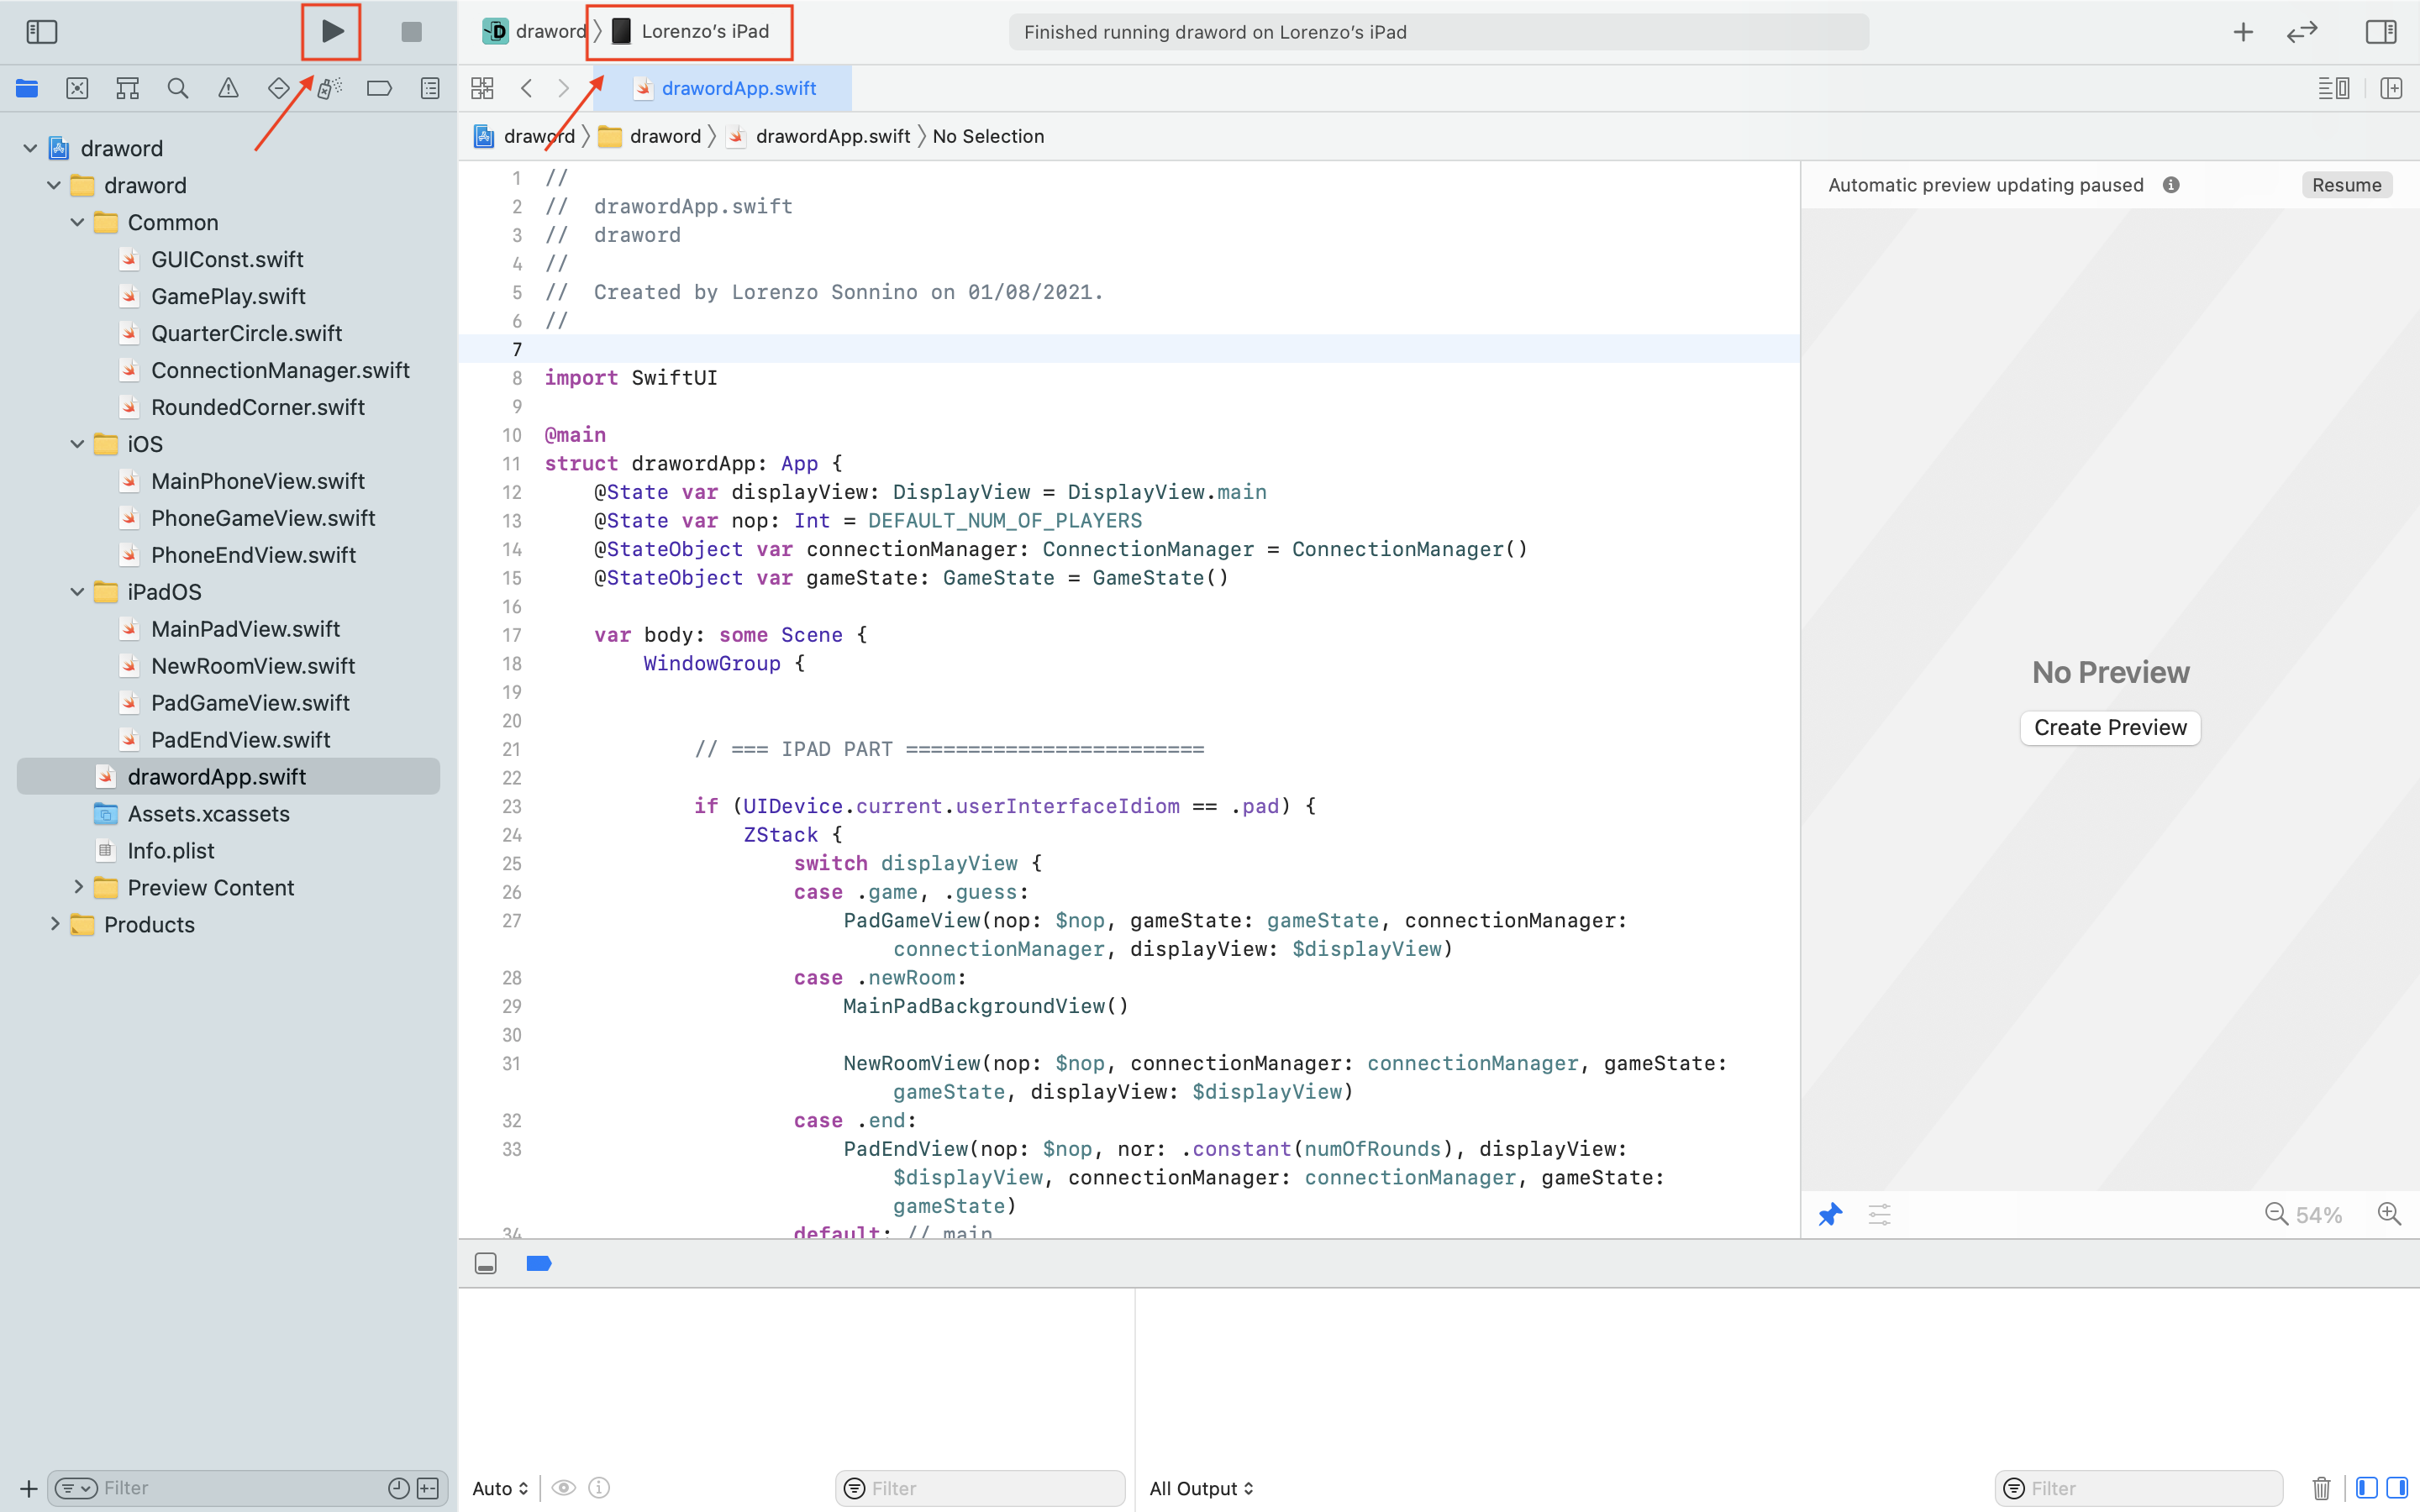 draword
Lorenzo's iPad
Finished running draword on Lorenzo's iPad
drawordApp.swift
draword
draword
drawordApp.swift
No Selection
draword
draword
Common
GUIConst.swift
GamePlay.swift
QuarterCircle.swift
ConnectionManager.swift
RoundedCorner.swift
iOS
MainPhoneView.swift
PhoneGameView.swift
PhoneEndView.swift
iPadOS
MainPadView.swift
NewRoomView.swift
PadGameView.swift
PadEndView.swift
drawordApp.swift
Assets.xcassets
Info.plist
Preview Content
Products
Filter
1 //
2 //  drawordApp.swift
3 //  draword
4 //
5 //  Created by Lorenzo Sonnino on 01/08/2021.
6 //
7
8 import SwiftUI
9
10 @main
11 struct drawordApp: App {
12     @State var displayView: DisplayView = DisplayView.main
13     @State var nop: Int = DEFAULT_NUM_OF_PLAYERS
14     @StateObject var connectionManager: ConnectionManager = ConnectionManager()
15     @StateObject var gameState: GameState = GameState()
16
17     var body: some Scene {
18         WindowGroup {
19
20
21             // === IPAD PART ========================
22
23             if (UIDevice.current.userInterfaceIdiom == .pad) {
24                 ZStack {
25                     switch displayView {
26                     case .game, .guess:
27                         PadGameView(nop: $nop, gameState: gameState, connectionManager:
connectionManager, displayView: $displayView)
28                     case .newRoom:
29                         MainPadBackgroundView()
30
31                         NewRoomView(nop: $nop, connectionManager: connectionManager, gameState:
gameState, displayView: $displayView)
32                     case .end:
33                         PadEndView(nop: $nop, nor: .constant(numOfRounds), displayView:
$displayView, connectionManager: connectionManager, gameState:
gameState)
34                     default: // main
Automatic preview updating paused
Resume
No Preview
Create Preview
54%
Auto
Filter
All Output
Filter